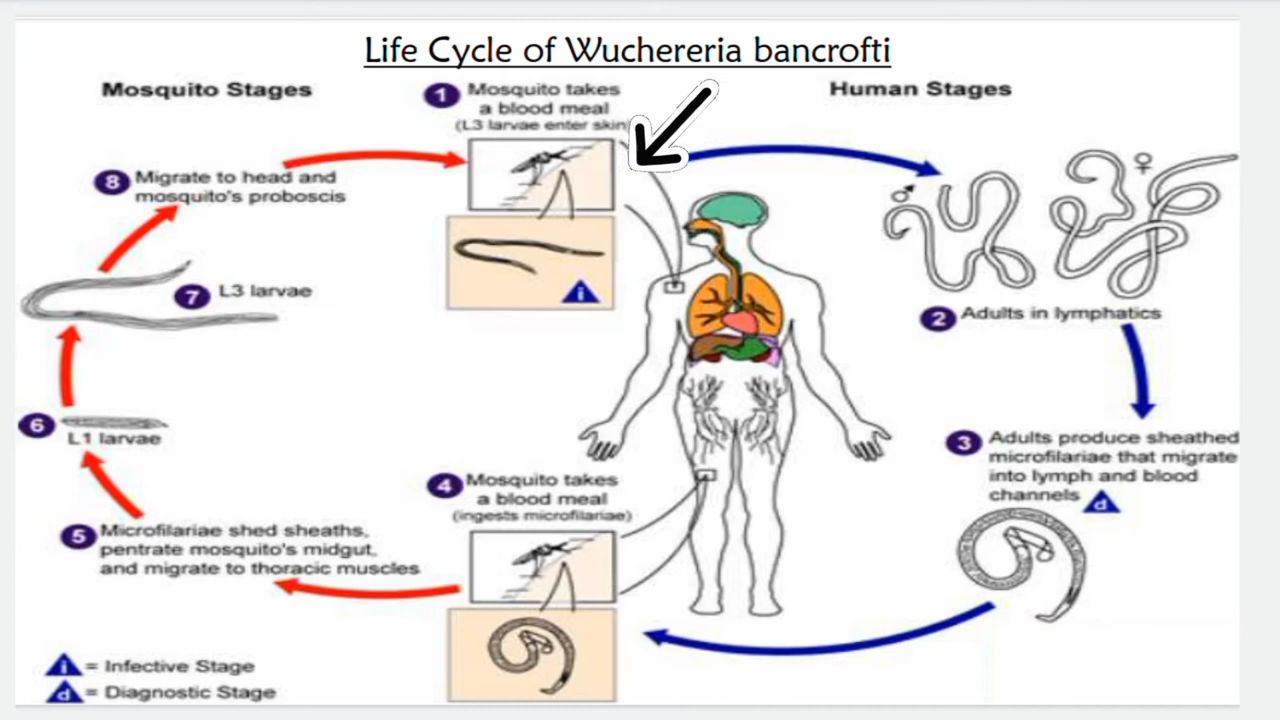 Life Cycle of Wuchereria bancrofti
Mosquito Stages
Human Stages
1 Mosquito takes
a blood meal
(L3 larvae enter skin)
i
♂
♀
2 Adults in lymphatics
3 Adults produce sheathed
microfilariae that migrate
into lymph and blood
channels
d
4 Mosquito takes
a blood meal
(ingests microfilariae)
5 Microfilariae shed sheaths,
pentrate mosquito's midgut,
and migrate to thoracic muscles
6
L1 larvae
7 L3 larvae
8 Migrate to head and
mosquito's proboscis
i = Infective Stage
d = Diagnostic Stage